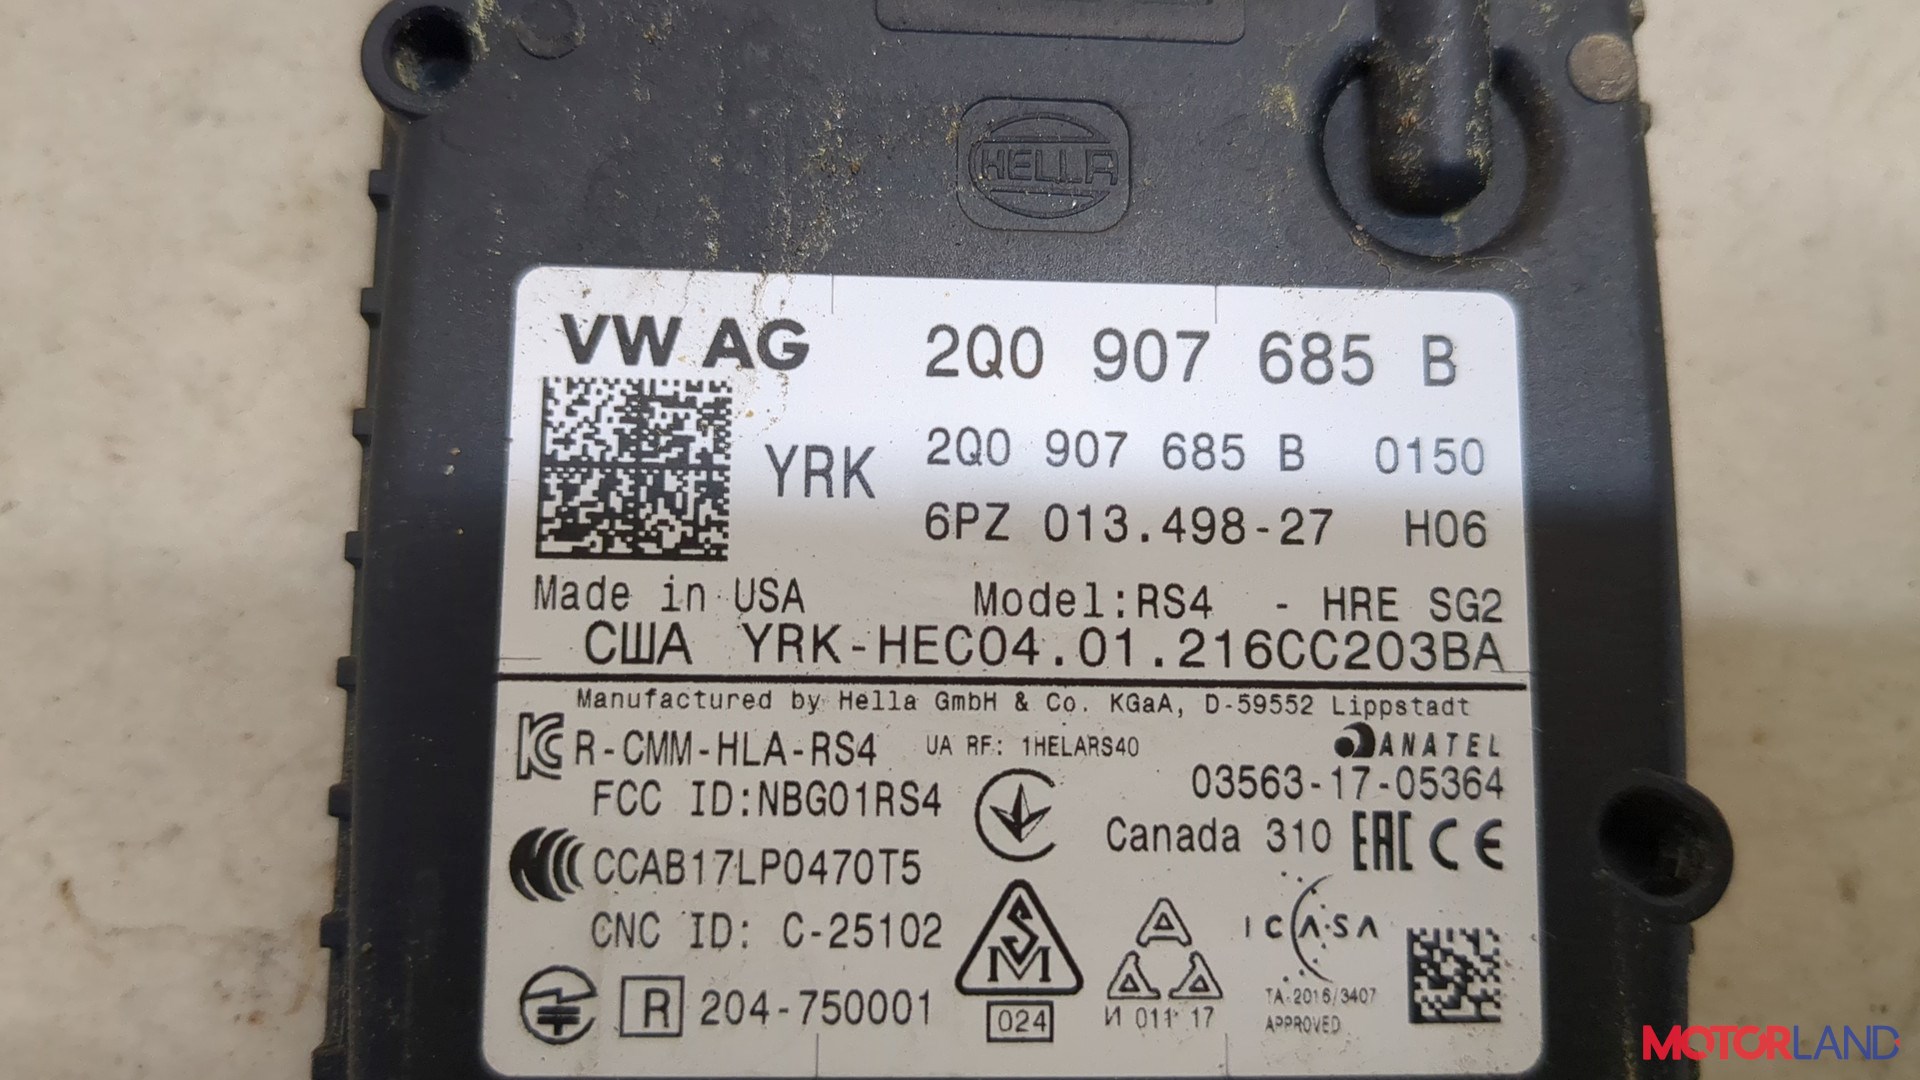 HELLA
VW AG 2Q0 907 685 B
YRK 2Q0 907 685 B 0150
6PZ 013.498-27 H06
Made in USA Model:RS4 - HRE SG2
США YRK-HEC04.01.216CC203BA
Manufactured by Hella GmbH & Co. KGaA, D-59552 Lippstadt
R-CMM-HLA-RS4 UA RF: 1HELARS40 ANATEL
FCC ID:NBG01RS4 03563-17-05364
Canada 310 EAC CE
CCAB17LP0470T5
CNC ID: C-25102 SM ICASA
R 204-750001 024 И 011 17 TA-2016/3407
APPROVED
MOTORLAND